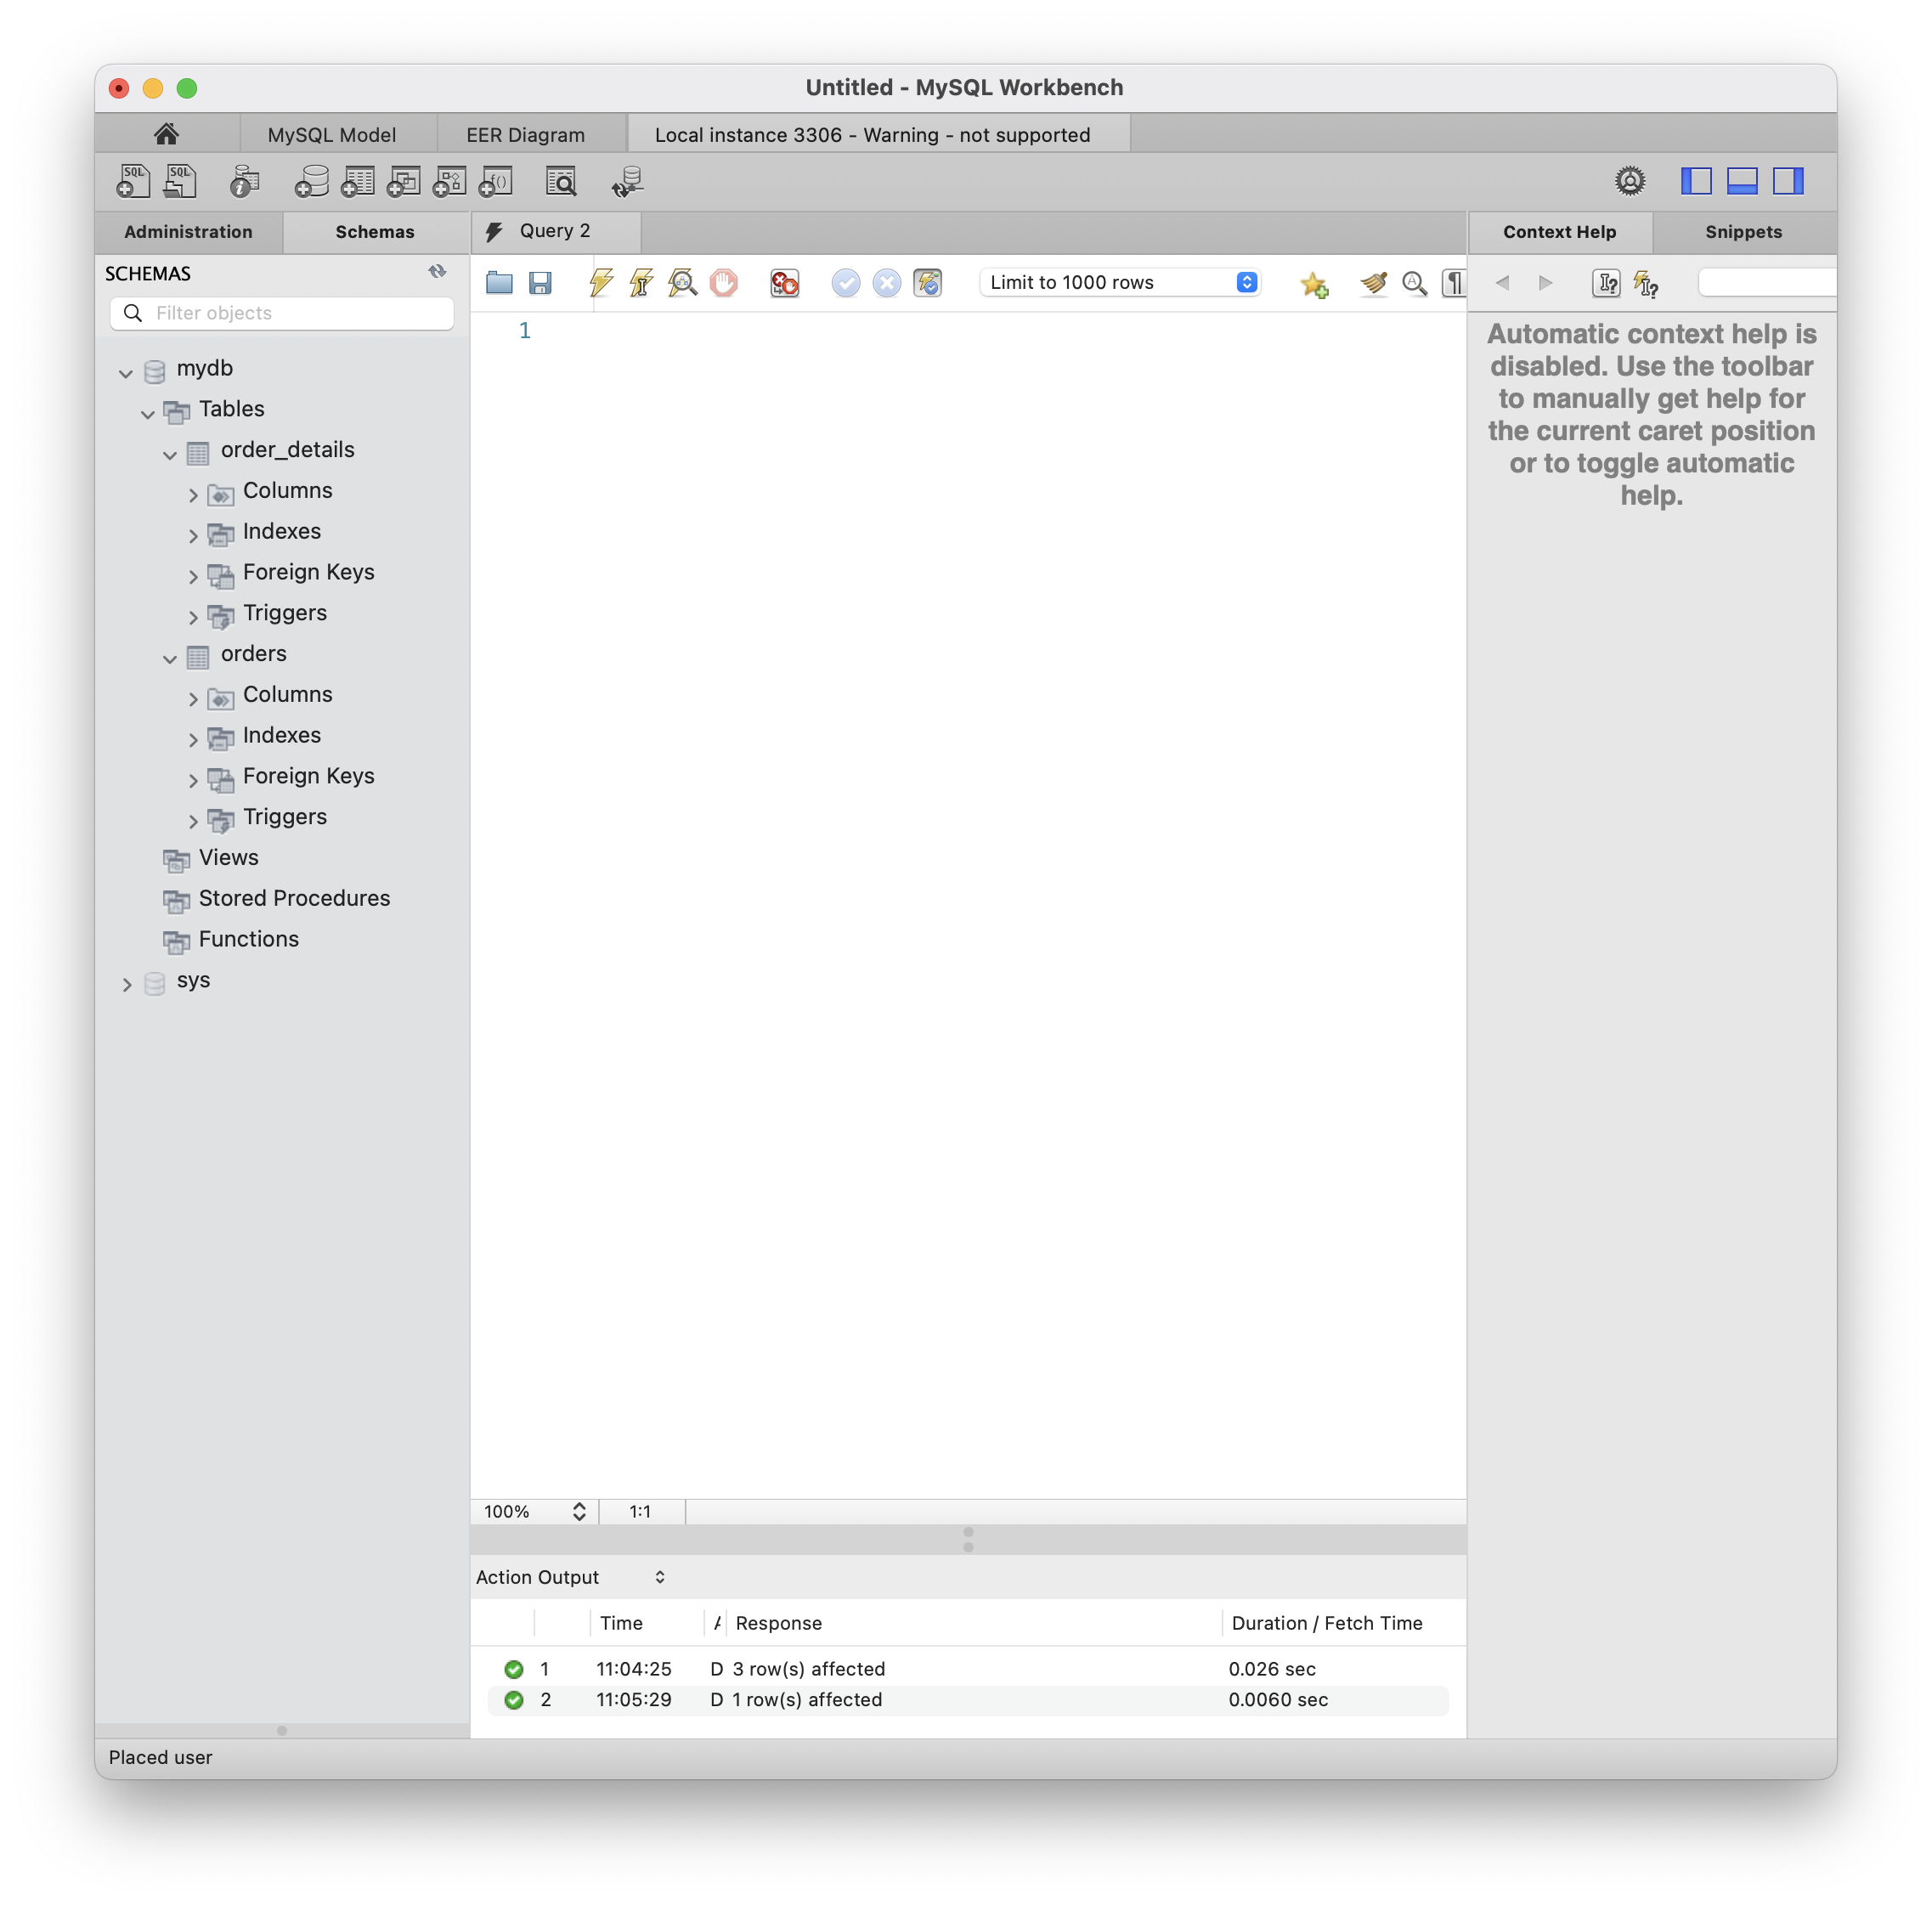 Untitled - MySQL Workbench
MySQL Model
EER Diagram
Local instance 3306 - Warning - not supported
SQL
SQL
Administration
Schemas
Query 2
Context Help
Snippets
SCHEMAS
Filter objects
Limit to 1000 rows
1
Automatic context help is
disabled. Use the toolbar
to manually get help for
the current caret position
or to toggle automatic
help.
mydb
Tables
order_details
Columns
Indexes
Foreign Keys
Triggers
orders
Columns
Indexes
Foreign Keys
Triggers
Views
Stored Procedures
Functions
sys
100%
1:1
Action Output
Time
Response
Duration / Fetch Time
1 11:04:25 D 3 row(s) affected 0.026 sec
2 11:05:29 D 1 row(s) affected 0.0060 sec
Placed user